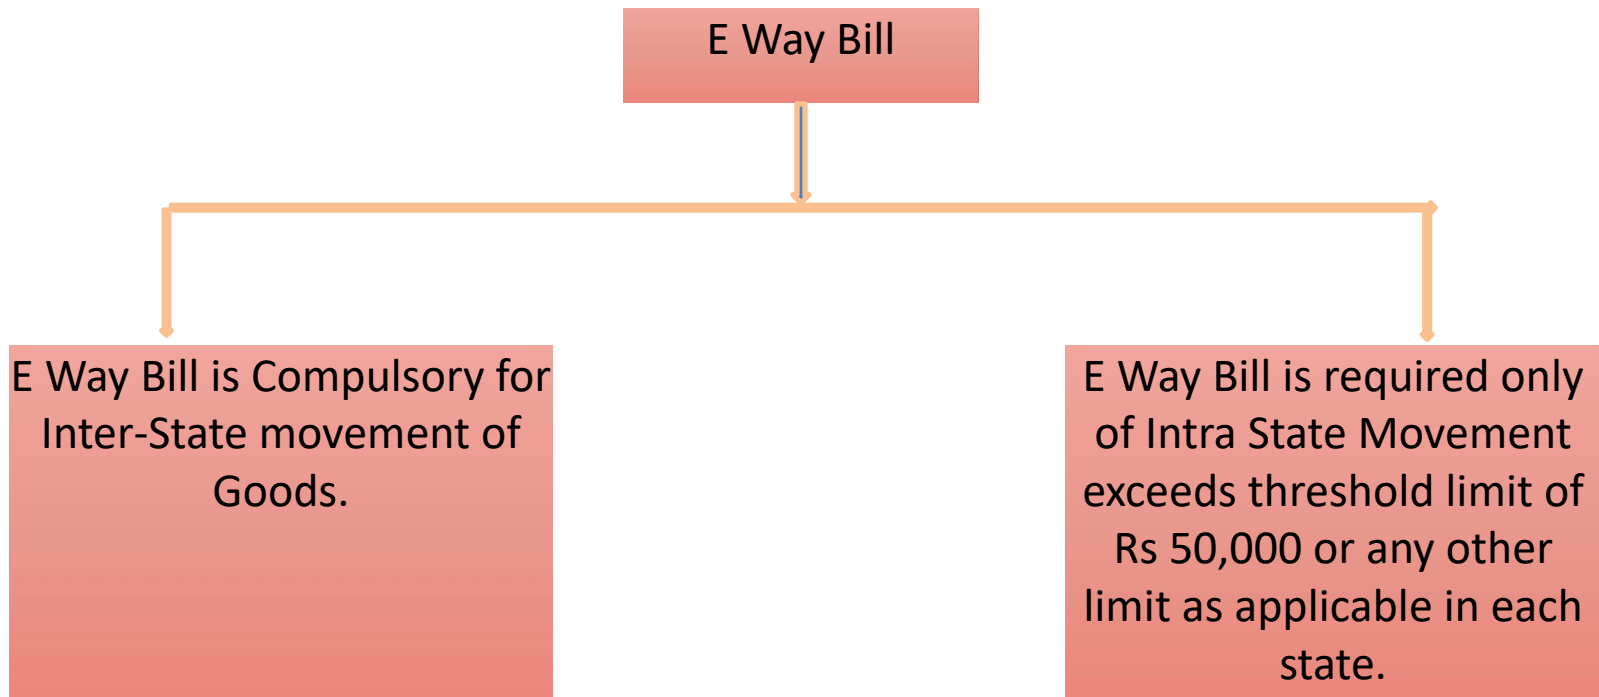 E Way Bill
E Way Bill is Compulsory for
Inter-State movement of
Goods.
E Way Bill is required only
of Intra State Movement
exceeds threshold limit of
Rs 50,000 or any other
limit as applicable in each
state.